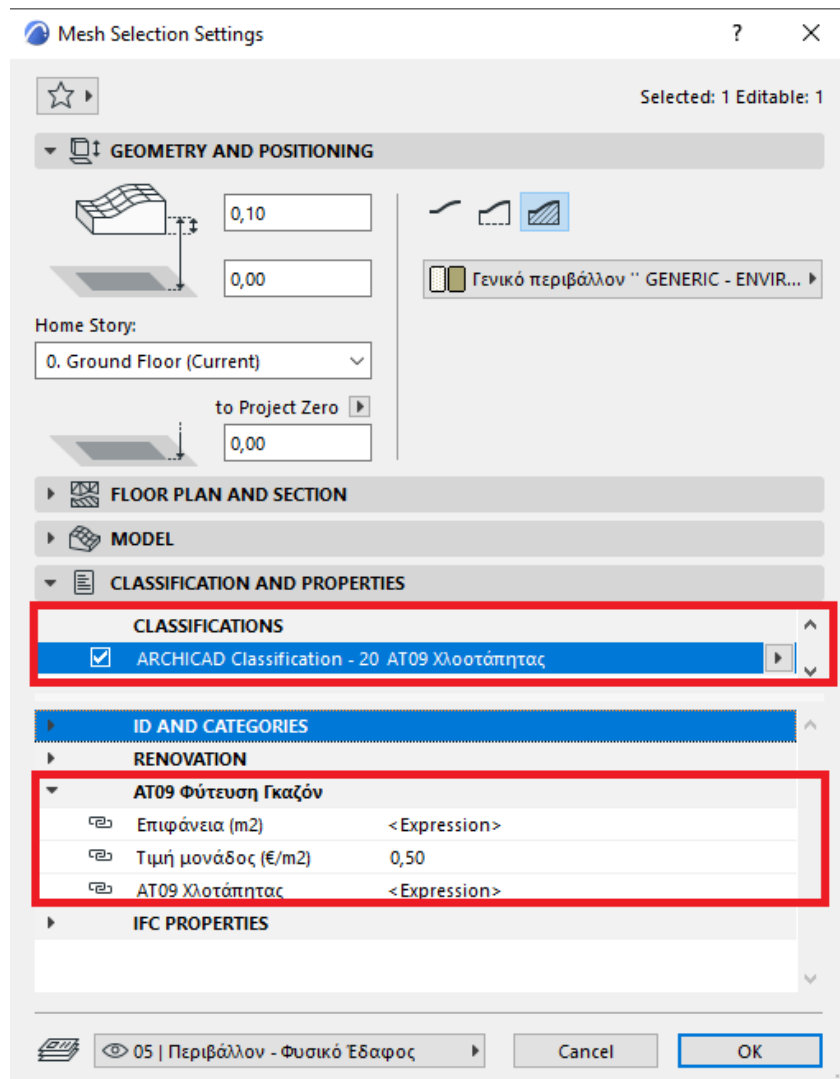 Mesh Selection Settings
?
Selected: 1 Editable: 1
GEOMETRY AND POSITIONING
0,10
0,00
Γενικό περιβάλλον ¨ GENERIC - ENVIR...
Home Story:
0. Ground Floor (Current)
to Project Zero
0,00
FLOOR PLAN AND SECTION
MODEL
CLASSIFICATION AND PROPERTIES
CLASSIFICATIONS
ARCHICAD Classification - 20 AT09 Χλοοτάπητας
ID AND CATEGORIES
RENOVATION
AT09 Φύτευση Γκαζόν
Επιφάνεια (m2) <Expression>
Τιμή μονάδος (€/m2) 0,50
AT09 Χλοτάπητας <Expression>
IFC PROPERTIES
05 | Περιβάλλον - Φυσικό Έδαφος
Cancel
OK